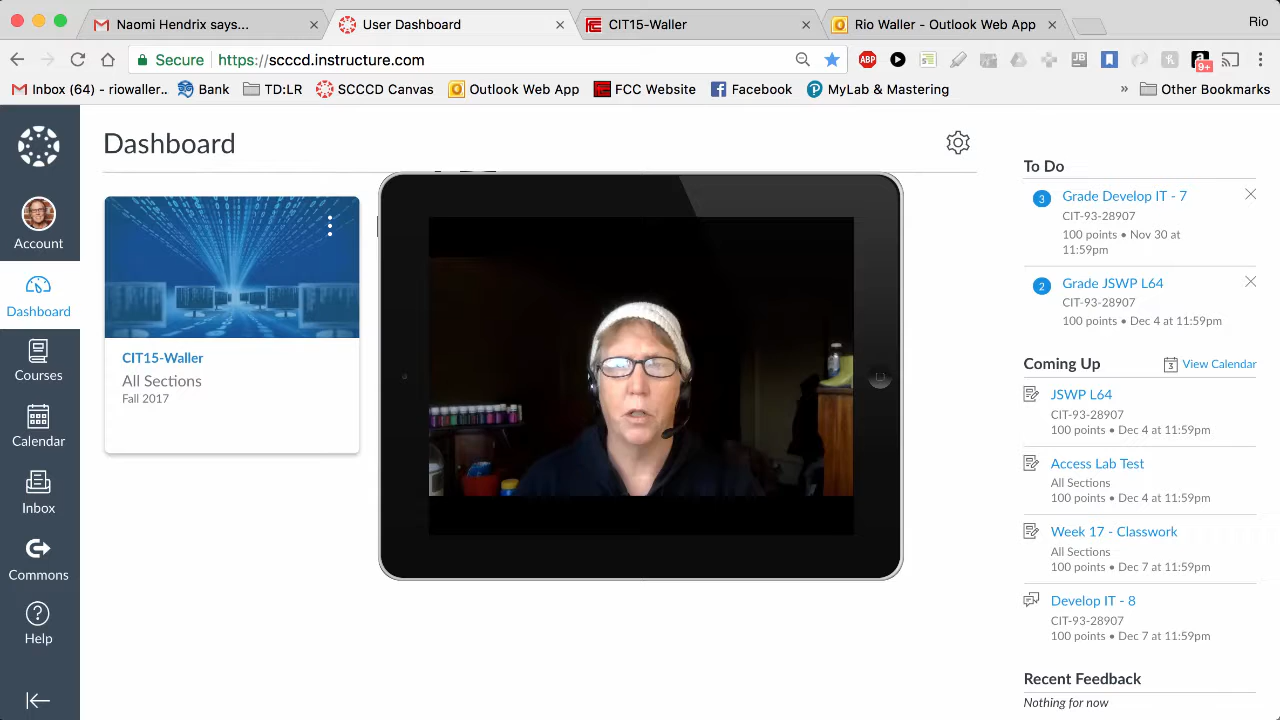 Naomi Hendrix says...
User Dashboard
CIT15-Waller
Rio Waller - Outlook Web App
Rio
Secure
https://scccd.instructure.com
ABP
JB
a
9+
Inbox (64) - riowaller..
Bank
TD:LR
SCCCD Canvas
Outlook Web App
FCC Website
Facebook
MyLab & Mastering
»
Other Bookmarks
Account
Dashboard
Courses
Calendar
Inbox
Commons
Help
Dashboard
CIT15-Waller
All Sections
Fall 2017
To Do
3
Grade Develop IT - 7
CIT-93-28907
100 points • Nov 30 at
11:59pm
2
Grade JSWP L64
CIT-93-28907
100 points • Dec 4 at 11:59pm
Coming Up
3
View Calendar
JSWP L64
CIT-93-28907
100 points • Dec 4 at 11:59pm
Access Lab Test
All Sections
100 points • Dec 4 at 11:59pm
Week 17 - Classwork
All Sections
100 points • Dec 7 at 11:59pm
Develop IT - 8
CIT-93-28907
100 points • Dec 7 at 11:59pm
Recent Feedback
Nothing for now